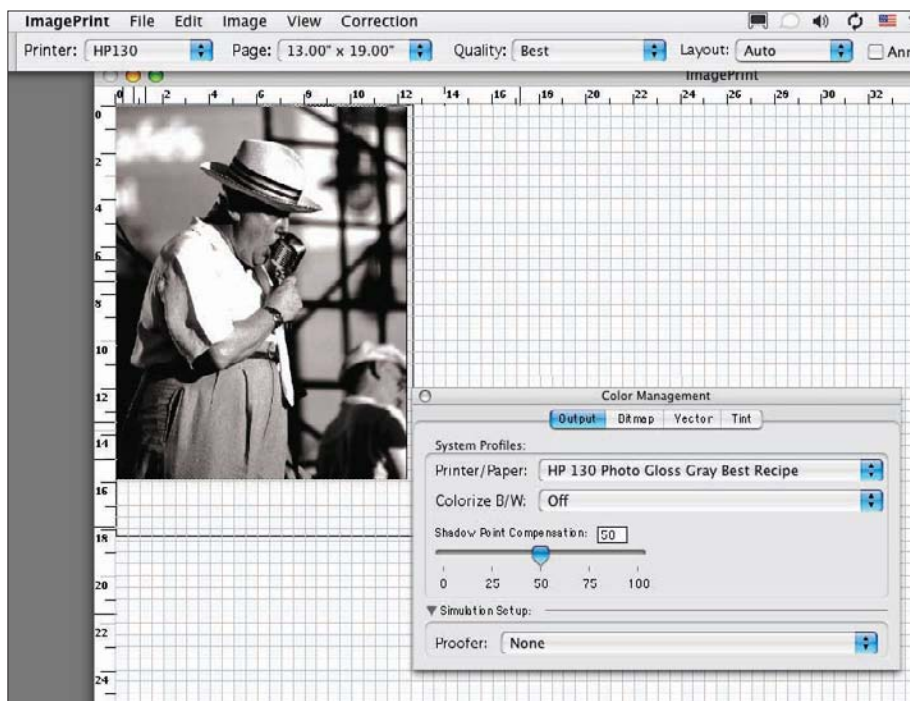 ImagePrint File Edit Image View Correction
Printer: HP130 Page: 13.00" x 19.00" Quality: Best Layout: Auto Ann
ImagePrint
0 2 4 6 8 10 12 14 16 18 20 22 24 26 28 30 32
0
2
4
6
8
10
12
14
16
18
20
22
24
Color Management
Output Bitmap Vector Tint
System Profiles:
Printer/Paper: HP 130 Photo Gloss Gray Best Recipe
Colorize B/W: Off
Shadow Point Compensation: 50
0 25 50 75 100
Simulation Setup:
Proofer: None